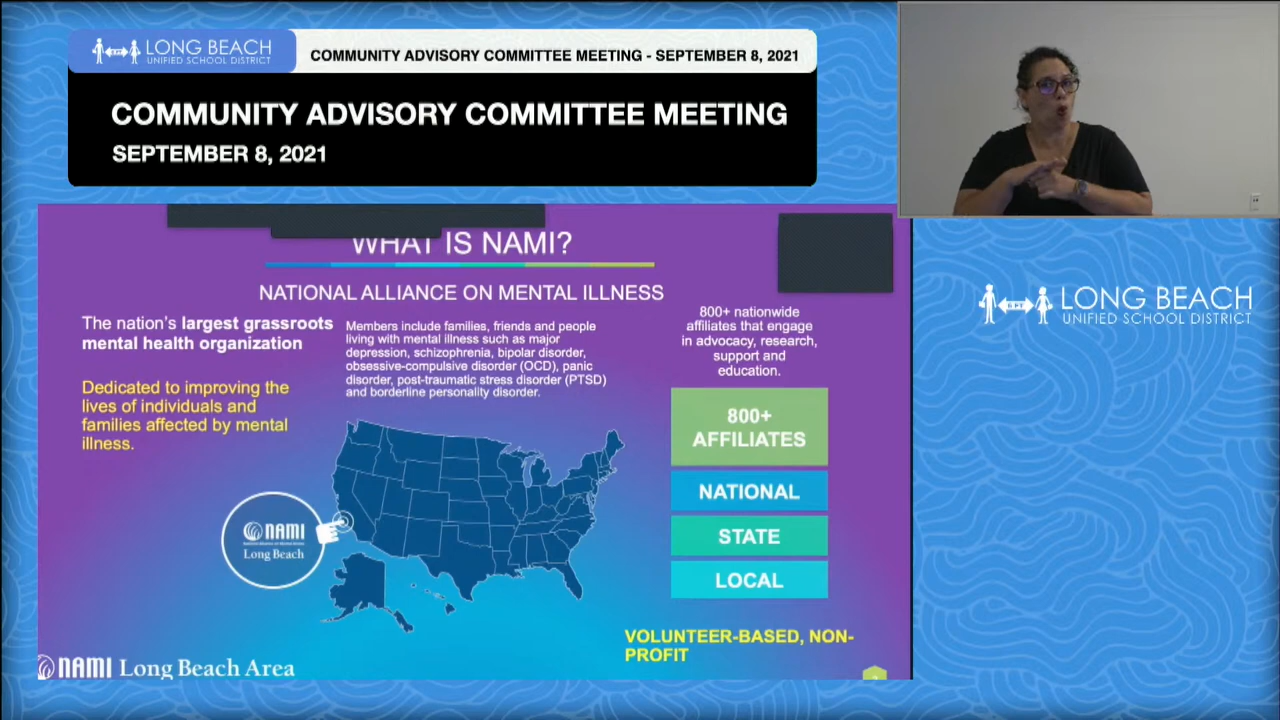 LONG BEACH
UNIFIED SCHOOL DISTRICT
COMMUNITY ADVISORY COMMITTEE MEETING - SEPTEMBER 8, 2021
COMMUNITY ADVISORY COMMITTEE MEETING
SEPTEMBER 8, 2021
WHAT IS NAMI?
NATIONAL ALLIANCE ON MENTAL ILLNESS
The nation's largest grassroots
mental health organization
Dedicated to improving the
lives of individuals and
families affected by mental
illness.
Members include families, friends and people
living with mental illness such as major
depression, schizophrenia, bipolar disorder,
obsessive-compulsive disorder (OCD), panic
disorder, post-traumatic stress disorder (PTSD)
and borderline personality disorder.
800+ nationwide
affiliates that engage
in advocacy, research,
support and
education.
800+
AFFILIATES
NATIONAL
STATE
LOCAL
NAMI
Long Beach
VOLUNTEER-BASED, NON-
PROFIT
NAMI Long Beach Area
LONG BEACH
UNIFIED SCHOOL DISTRICT